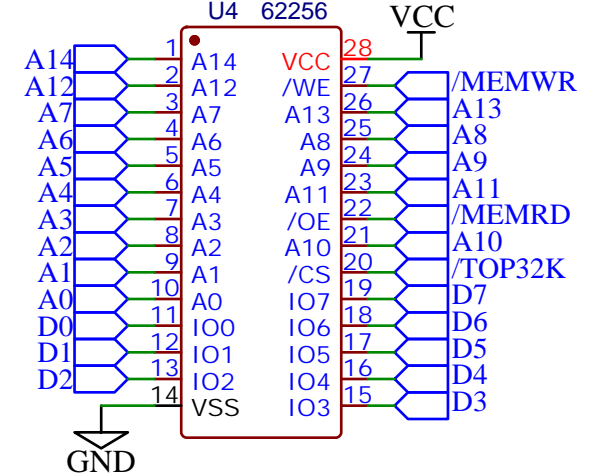 U4 62256
VCC
A14 1 A14 VCC 28
A12 2 A12 /WE 27 /MEMWR
A7 3 A7 A13 26 A13
A6 4 A6 A8 25 A8
A5 5 A5 A9 24 A9
A4 6 A4 A11 23 A11
A3 7 A3 /OE 22 /MEMRD
A2 8 A2 A10 21 A10
A1 9 A1 /CS 20 /TOP32K
A0 10 A0 IO7 19 D7
D0 11 IO0 IO6 18 D6
D1 12 IO1 IO5 17 D5
D2 13 IO2 IO4 16 D4
14 VSS IO3 15 D3
GND